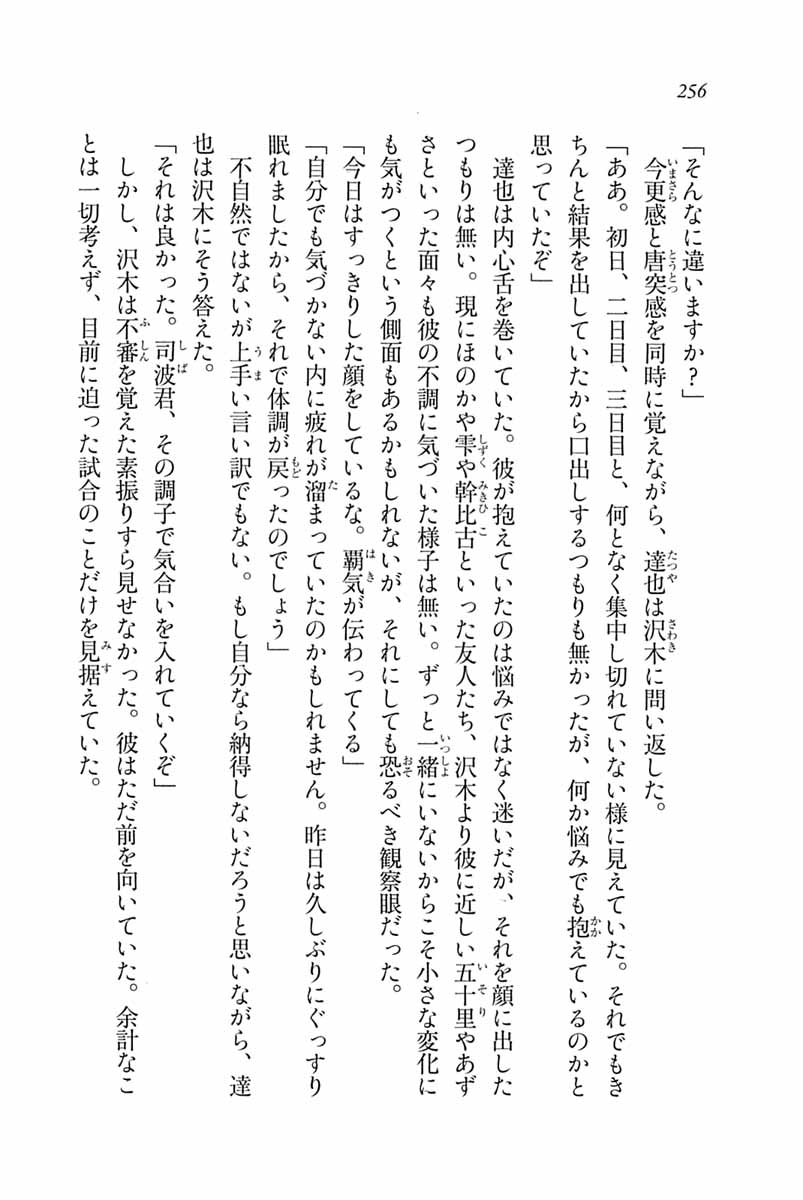 256
「そんなに違いますか？」
今更感と唐突感を同時に覚えながら、達也は沢木に問い返した。
「ああ。初日、二日目、三日目と、何となく集中し切れていない様に見えていた。それでもき
ちんと結果を出していたから口出しするつもりも無かったが、何か悩みでも抱えているのかと
思っていたぞ」
達也は内心舌を巻いていた。彼が抱えていたのは悩みではなく迷いだが、それを顔に出した
つもりは無い。現にほのかや雫や幹比古といった友人たち、沢木より彼に近しい五十里やあず
さといった面々も彼の不調に気づいた様子は無い。ずっと一緒にいないからこそ小さな変化に
も気がつくという側面もあるかもしれないが、それにしても恐るべき観察眼だった。
「今日はすっきりした顔をしているな。覇気が伝わってくる」
「自分でも気づかない内に疲れが溜まっていたのかもしれません。昨日は久しぶりにぐっすり
眠れましたから、それで体調が戻ったのでしょう」
不自然ではないが上手い言い訳でもない。もし自分なら納得しないだろうと思いながら、達
也は沢木にそう答えた。
「それは良かった。司波君、その調子で気合いを入れていくぞ」
しかし、沢木は不審を覚えた素振りすら見せなかった。彼はただ前を向いていた。余計なこ
とは一切考えず、目前に迫った試合のことだけを見据えていた。